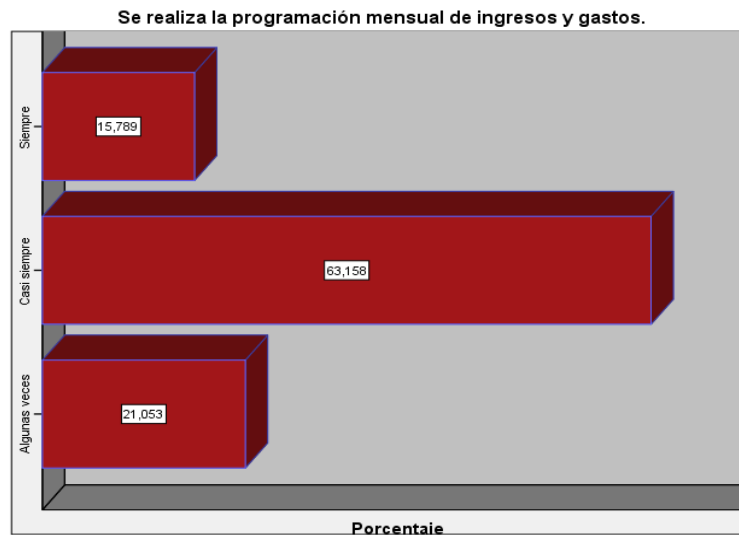 Se realiza la programación mensual de ingresos y gastos.
Siempre
15,789
Casi siempre
63,158
Algunas veces
21,053
Porcentaje